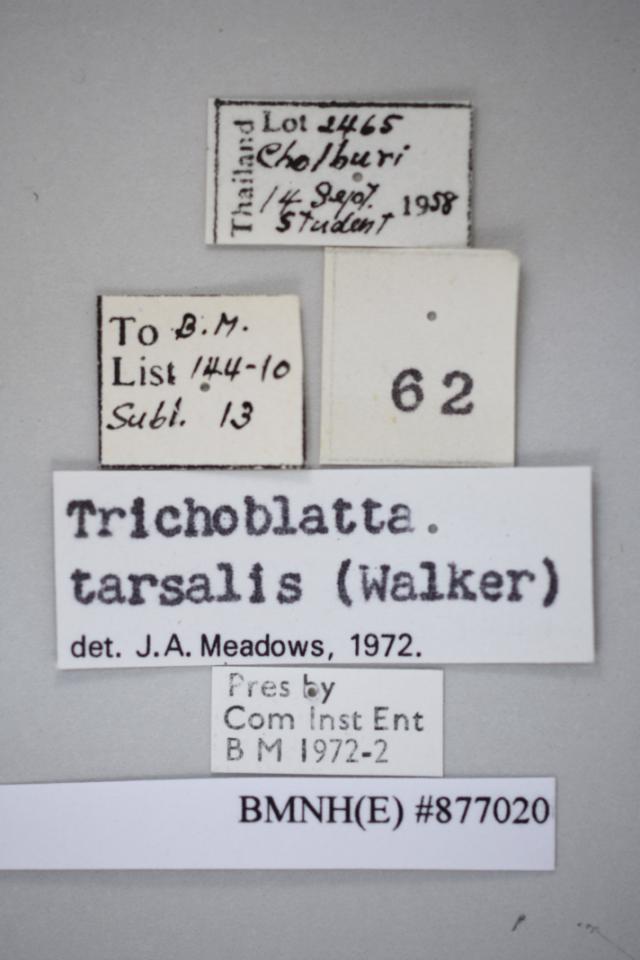 Thailand
Lot 2465
Cholburi
14 Sept. 1958
Student
To B.M.
List 144-10
Subl. 13
62
Trichoblatta.
tarsalis (Walker)
det. J.A. Meadows, 1972.
Pres by
Com Inst Ent
B M 1972-2
BMNH(E) #877020